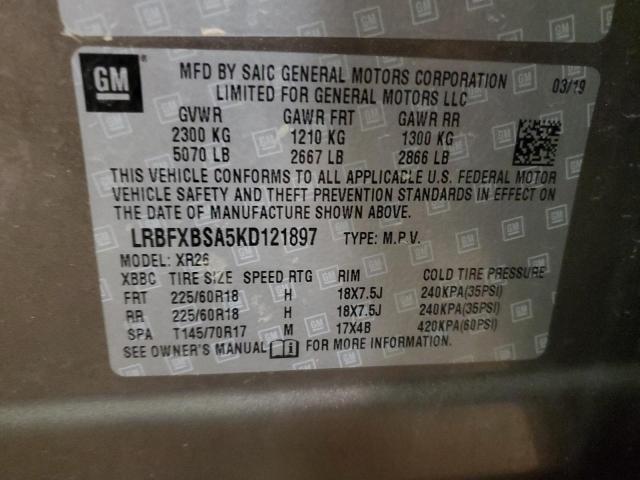 GM
MFD BY SAIC GENERAL MOTORS CORPORATION 03/19
LIMITED FOR GENERAL MOTORS LLC
GVWR GAWR FRT GAWR RR
2300 KG 1210 KG 1300 KG
5070 LB 2667 LB 2866 LB
THIS VEHICLE CONFORMS TO ALL APPLICABLE U.S. FEDERAL MOTOR
VEHICLE SAFETY AND THEFT PREVENTION STANDARDS IN EFFECT ON
THE DATE OF MANUFACTURE SHOWN ABOVE.
LRBFXBSA5KD121897 TYPE: M.P.V.
MODEL: XR26
XBBC TIRE SIZE SPEED RTG RIM COLD TIRE PRESSURE
FRT 225/60R18 H 18X7.5J 240KPA(35PSI)
RR 225/60R18 H 18X7.5J 240KPA(35PSI)
SPA T145/70R17 M 17X4B 420KPA(60PSI)
SEE OWNER'S MANUAL FOR MORE INFORMATION.